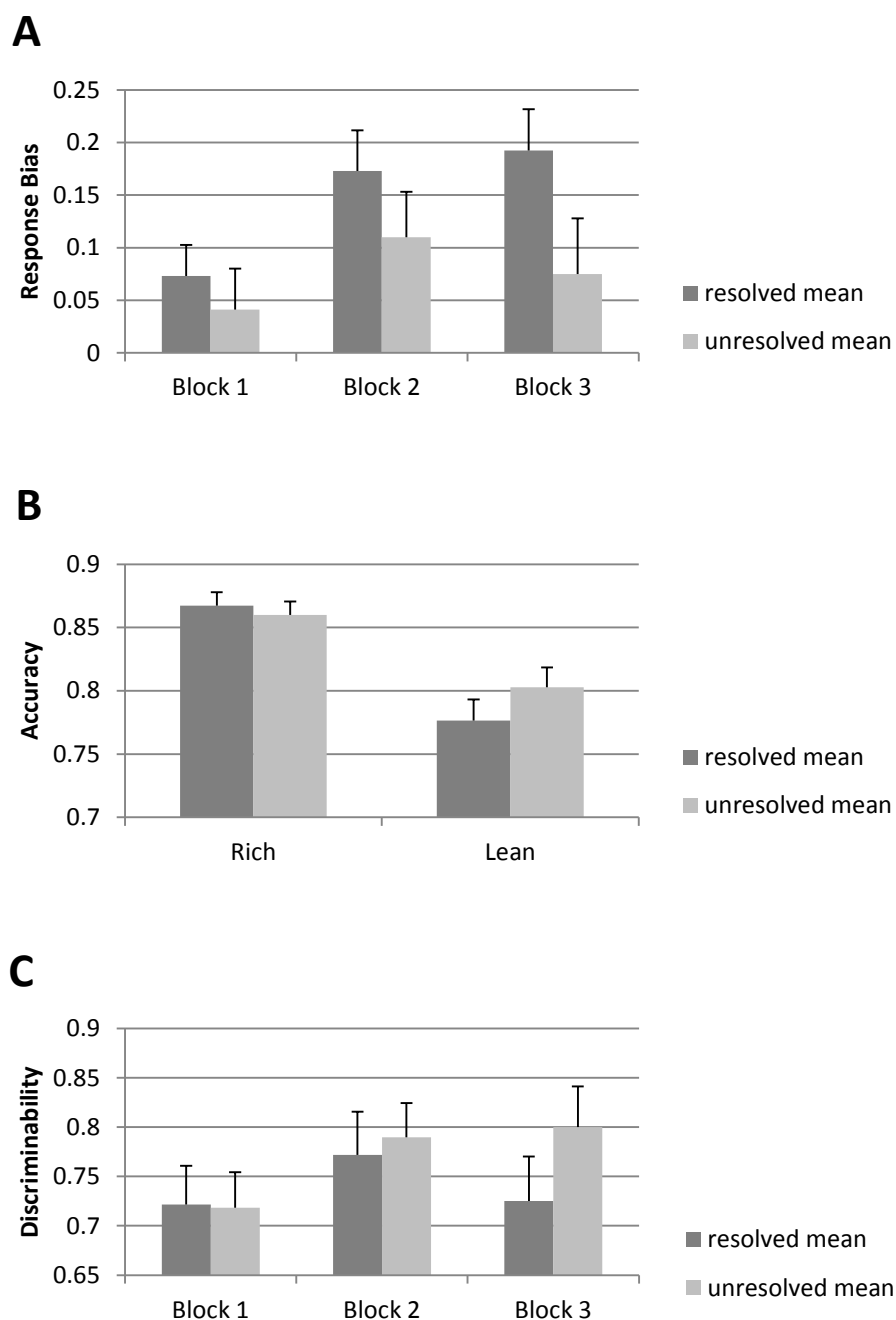 A
0.25
0.2
0.15
0.1
0.05
0
Response Bias
Block 1 Block 2 Block 3
resolved mean
unresolved mean
B
0.9
0.85
0.8
0.75
0.7
Accuracy
Rich Lean
resolved mean
unresolved mean
C
0.9
0.85
0.8
0.75
0.7
0.65
Discriminability
Block 1 Block 2 Block 3
resolved mean
unresolved mean